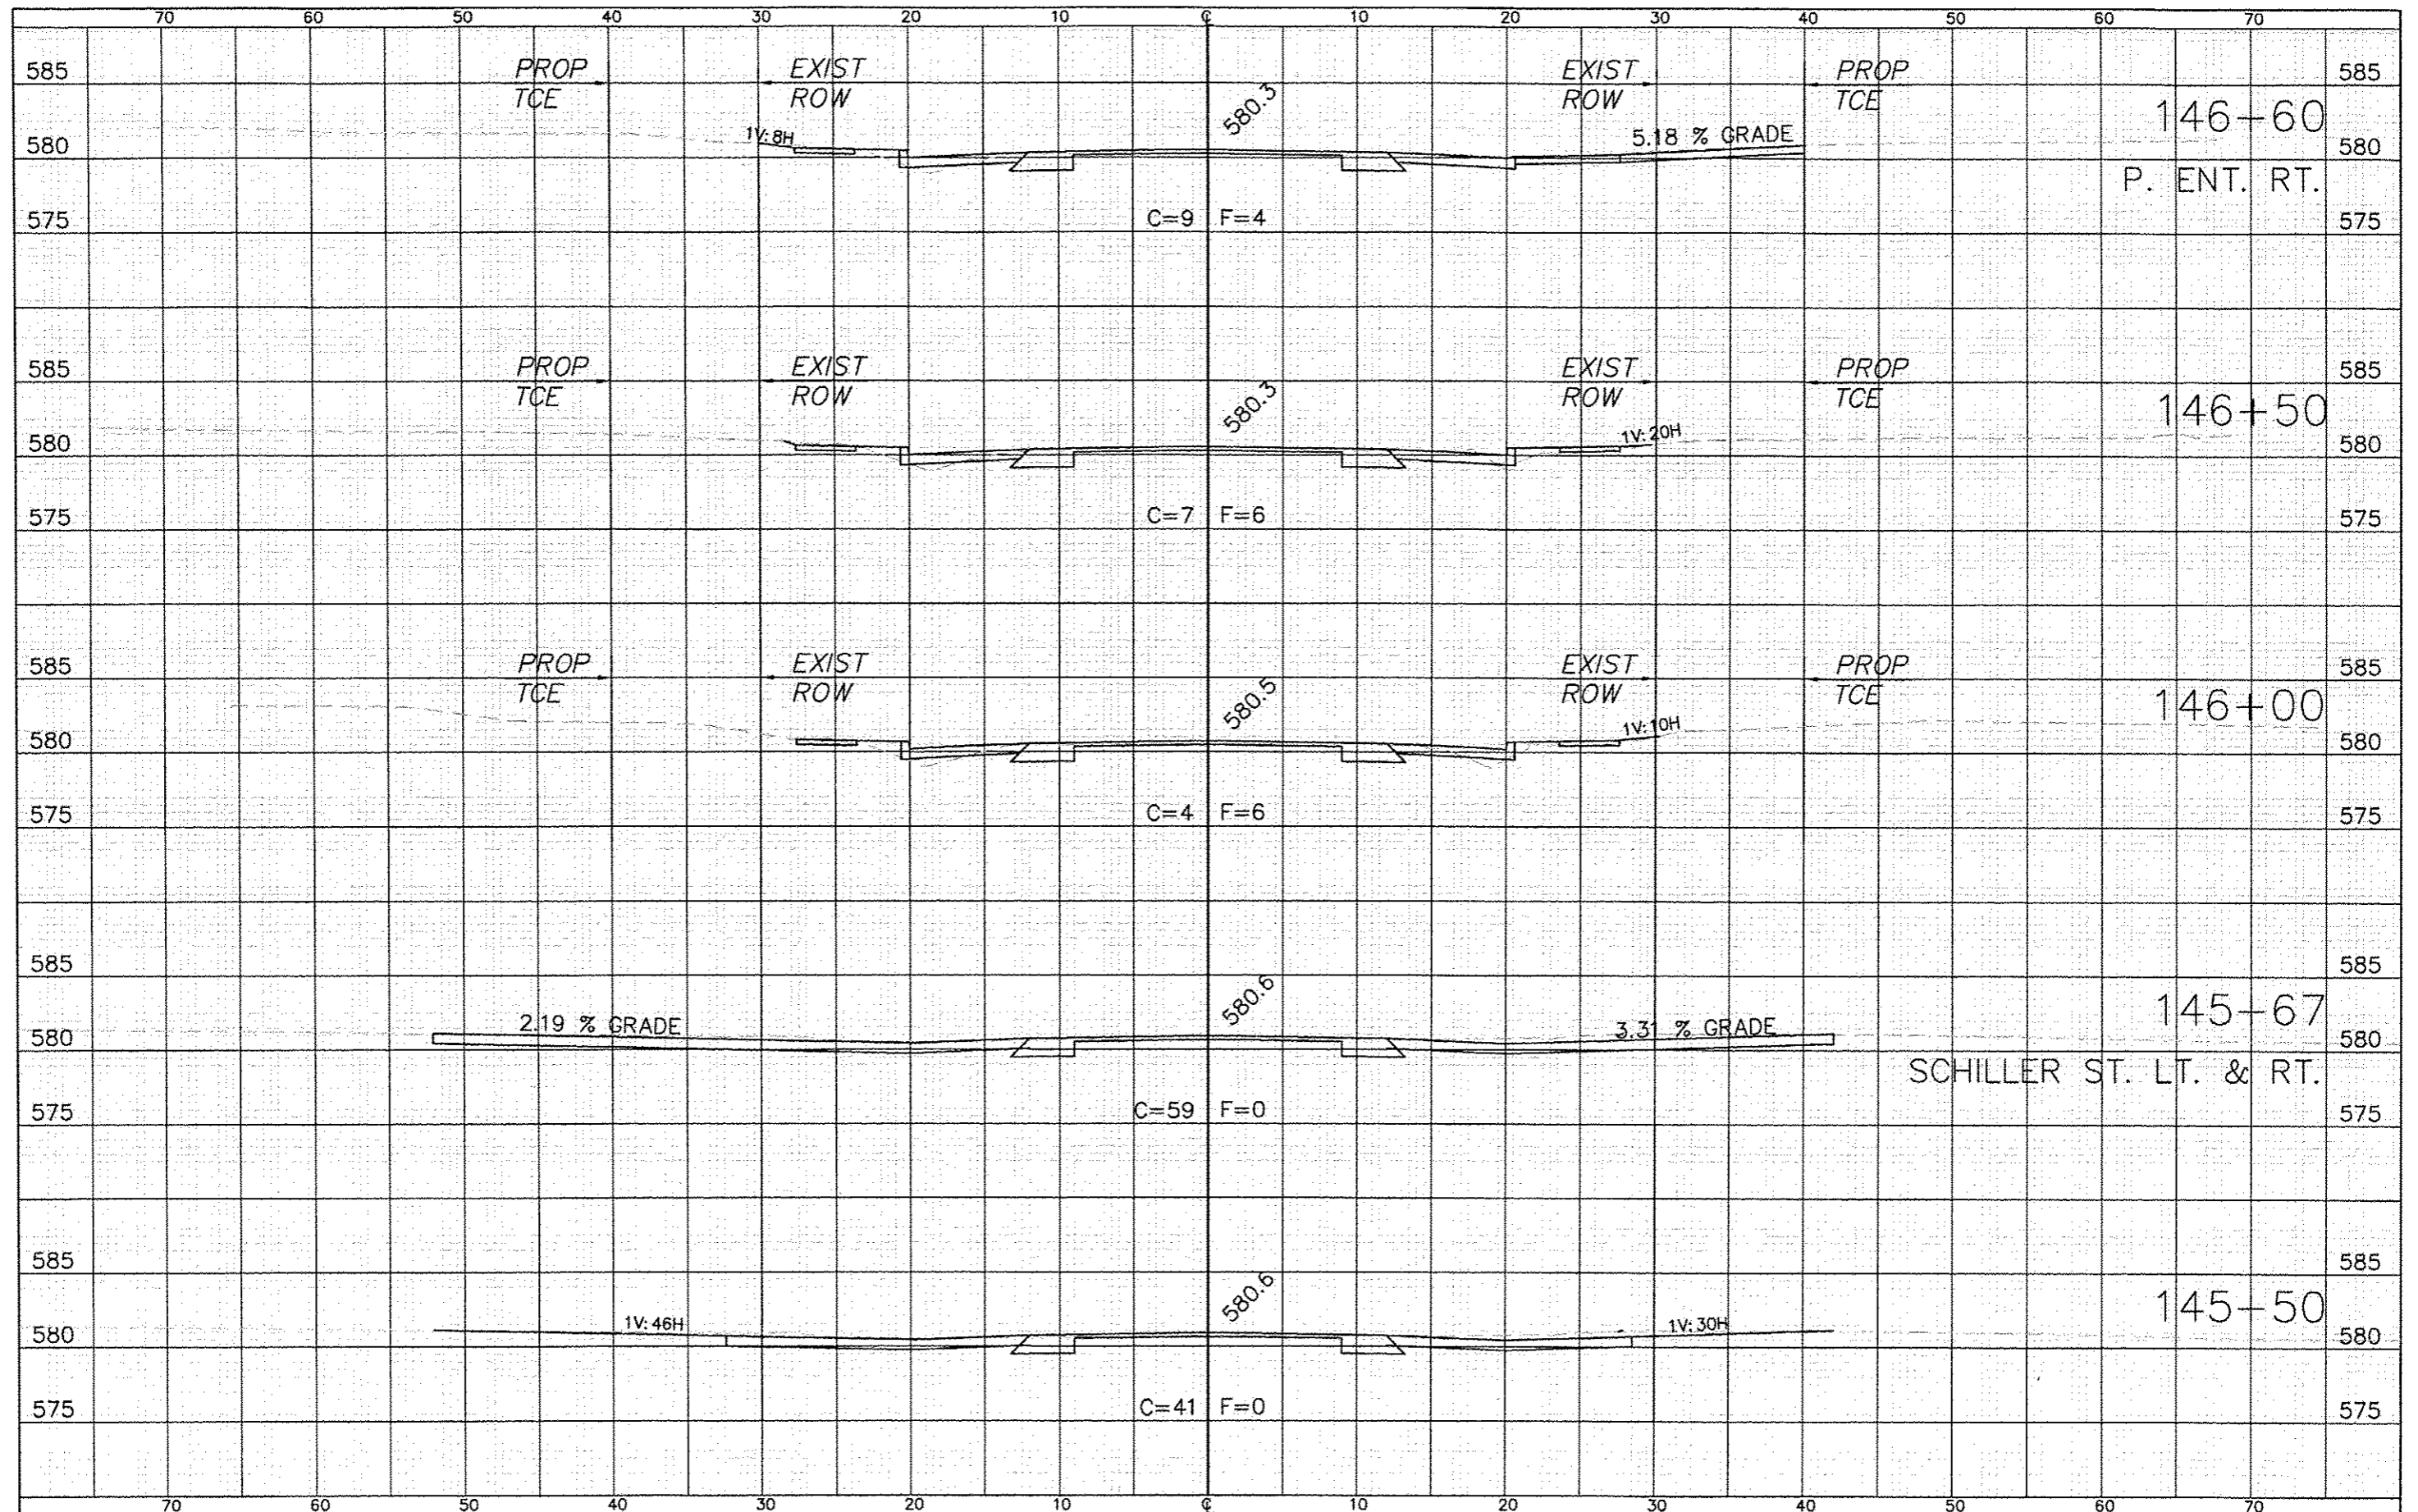 70 60 50 40 30 20 10 ℄ 10 20 30 40 50 60 70
585 PROP TCE EXIST ROW EXIST ROW PROP TCE 585
580.3
146+60
1V:8H
5.18 % GRADE
580 580
P. ENT. RT.
575 C=9 F=4 575
585 PROP TCE EXIST ROW EXIST ROW PROP TCE 585
580.3
146+50
1V:20H
580 580
575 C=7 F=6 575
585 PROP TCE EXIST ROW EXIST ROW PROP TCE 585
580.5
146+00
1V:10H
580 580
575 C=4 F=6 575
585 585
580.6
145+67
2.19 % GRADE 3.31 % GRADE
580 580
SCHILLER ST. LT. & RT.
575 C=59 F=0 575
585 585
580.6
145+50
1V:46H 1V:30H
580 580
575 C=41 F=0 575
70 60 50 40 30 20 10 ℄ 10 20 30 40 50 60 70